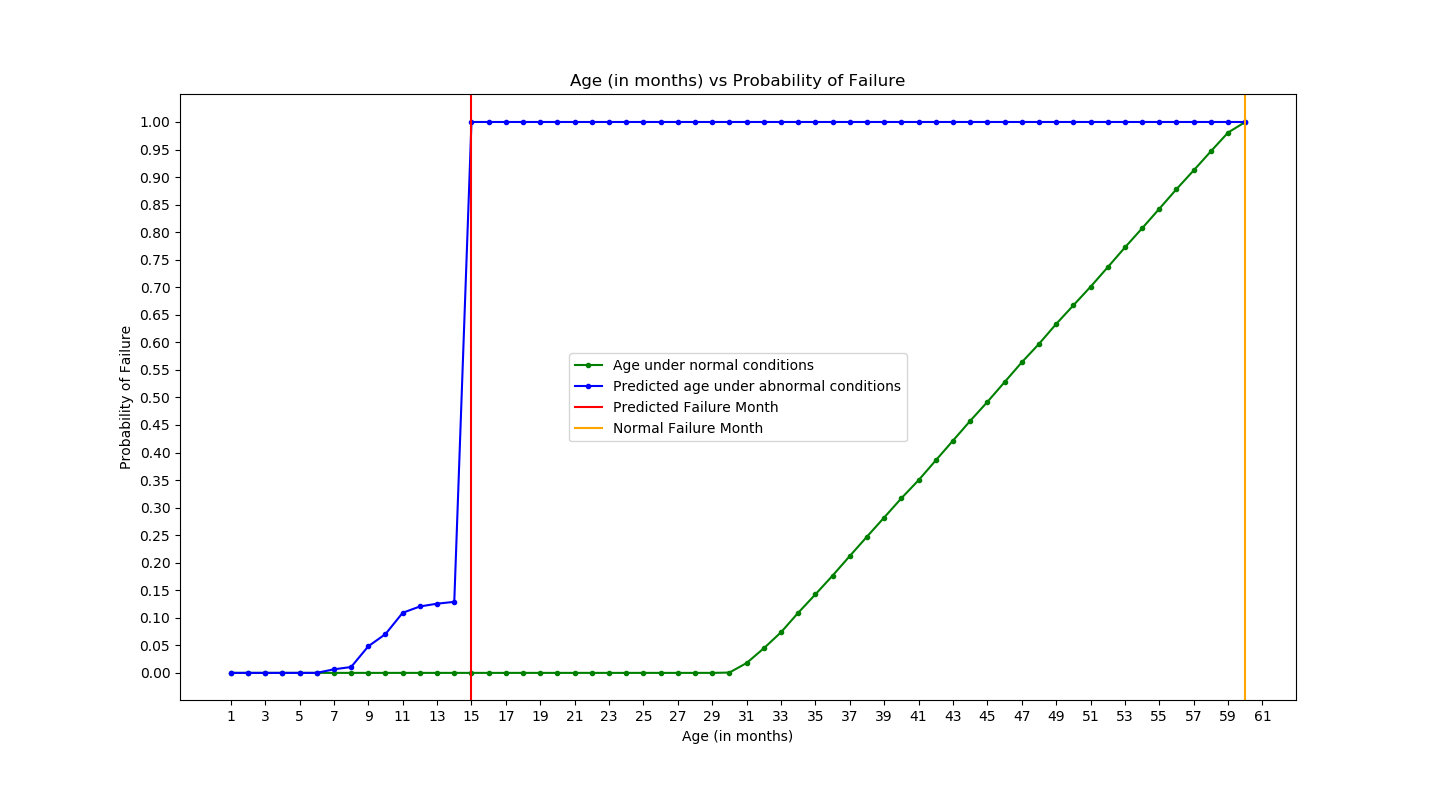 Age (in months) vs Probability of Failure
1.00
0.95
0.90
0.85
0.80
0.75
0.70
0.65
0.60
0.55
0.50
0.45
0.40
0.35
0.30
0.25
0.20
0.15
0.10
0.05
0.00
Probability of Failure
Age under normal conditions
Predicted age under abnormal conditions
Predicted Failure Month
Normal Failure Month
1 3 5 7 9 11 13 15 17 19 21 23 25 27 29 31 33 35 37 39 41 43 45 47 49 51 53 55 57 59 61
Age (in months)